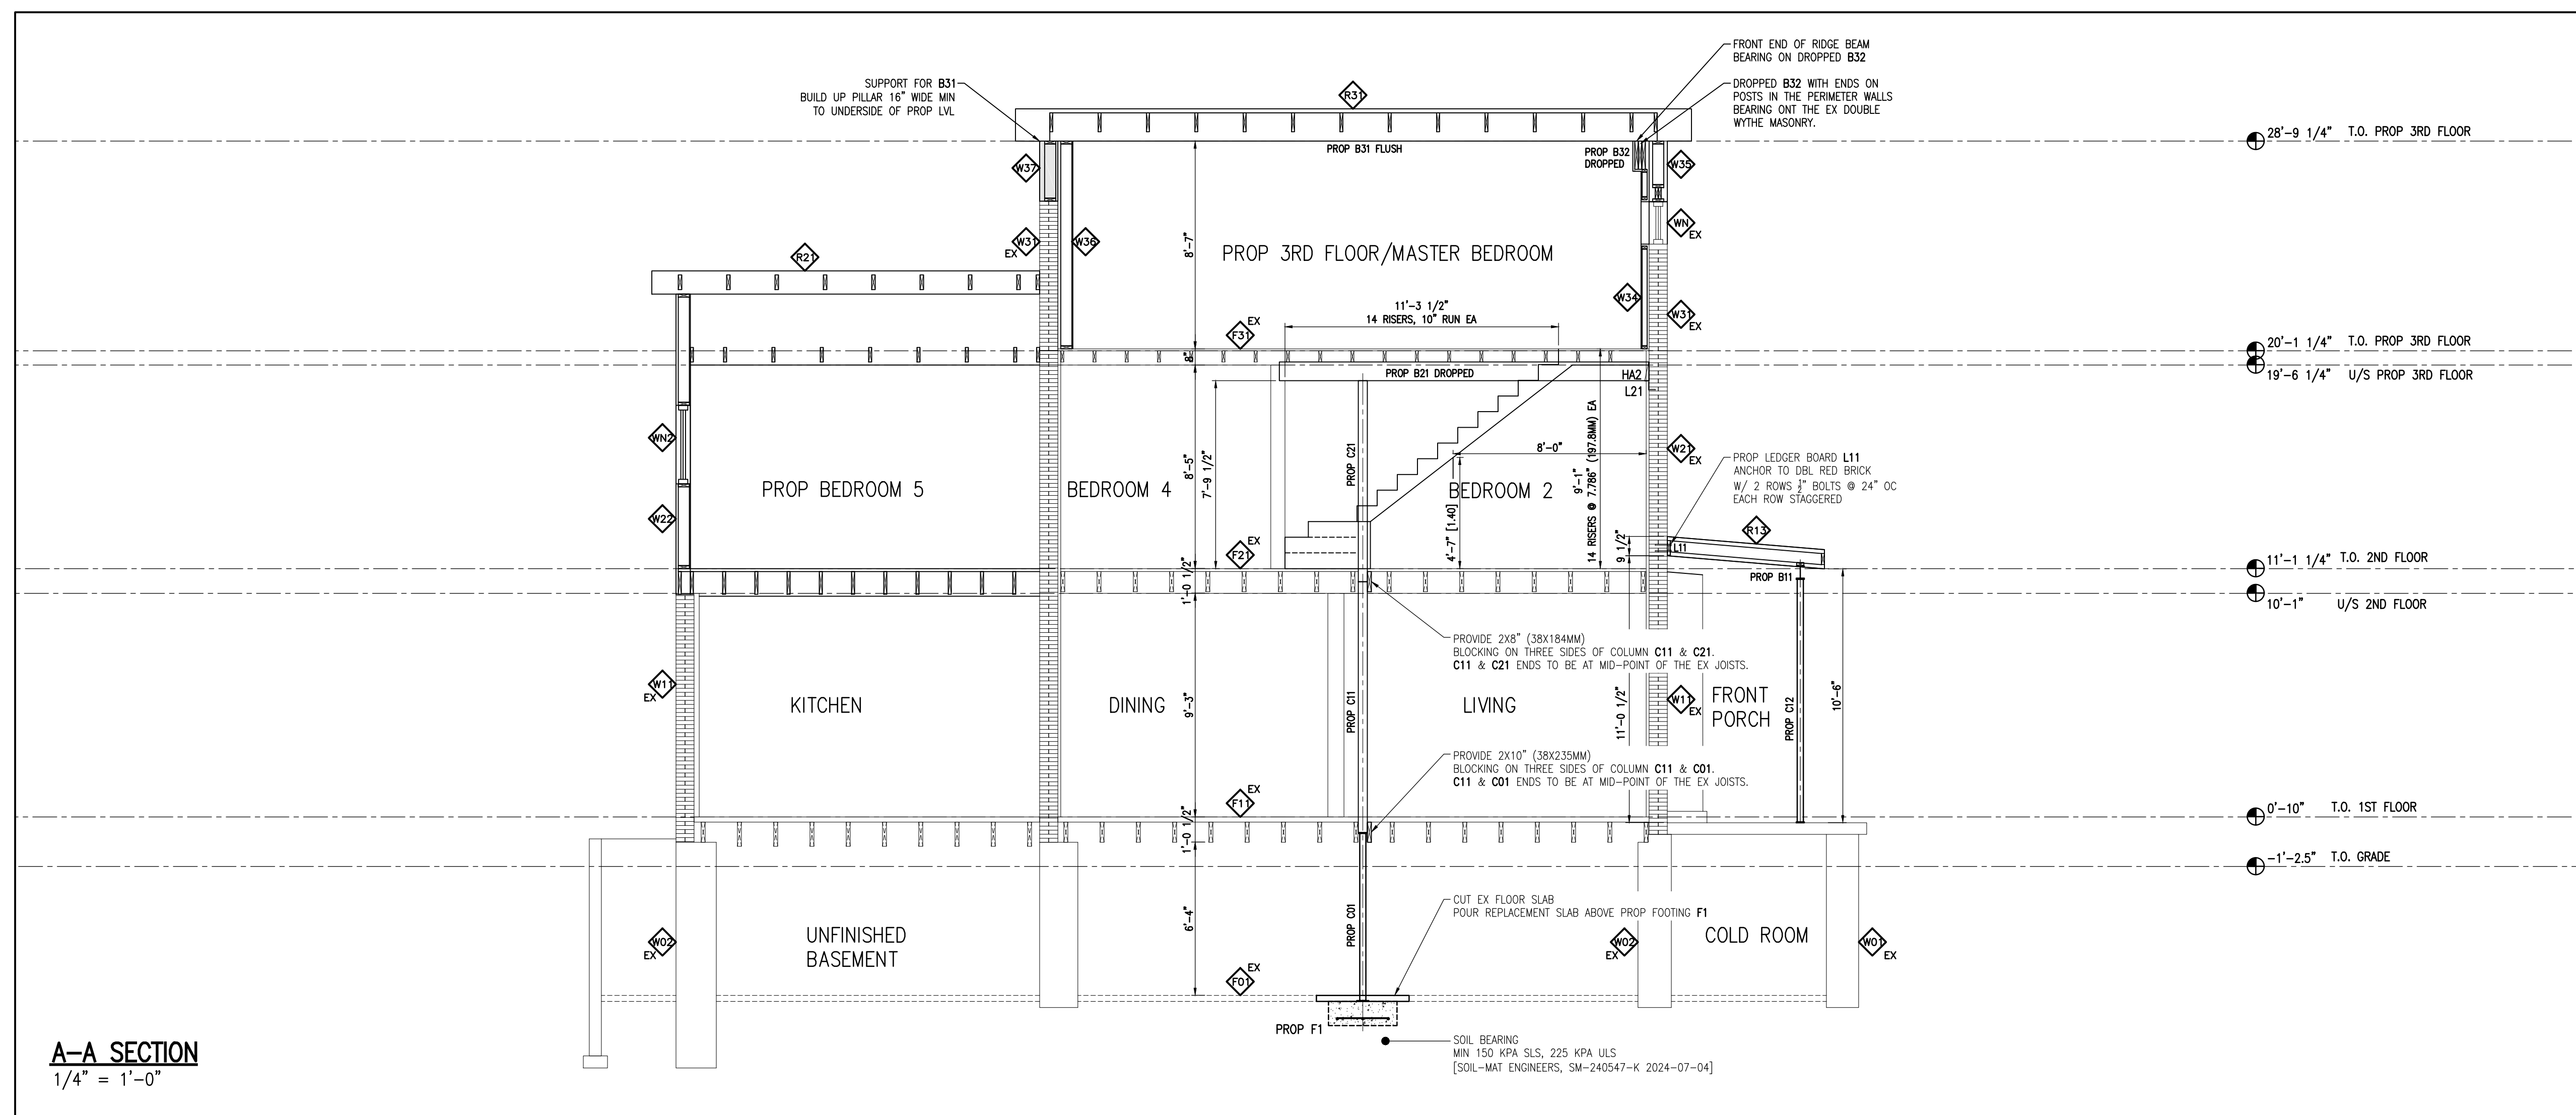 FRONT END OF RIDGE BEAM
BEARING ON DROPPED B32
SUPPORT FOR B31
BUILD UP PILLAR 16" WIDE MIN
TO UNDERSIDE OF PROP LVL
R31
DROPPED B32 WITH ENDS ON
POSTS IN THE PERIMETER WALLS
BEARING ONT THE EX DOUBLE
WYTHE MASONRY.
28'-9 1/4" T.O. PROP 3RD FLOOR
PROP B31 FLUSH
PROP B32
DROPPED
W37
W35
WN
EX
W31
EX
W36
8'-7"
PROP 3RD FLOOR/MASTER BEDROOM
R21
W34
W31
EX
11'-3 1/2"
14 RISERS, 10" RUN EA
EX
F31
20'-1 1/4" T.O. PROP 3RD FLOOR
8"
19'-6 1/4" U/S PROP 3RD FLOOR
PROP B21 DROPPED
HA2
L21
WN2
8'-5"
7'-9 1/2"
PROP C21
8'-0"
9'-1"
14 RISERS @ 7.786" (197.8MM) EA
W21
EX
PROP LEDGER BOARD L11
ANCHOR TO DBL RED BRICK
W/ 2 ROWS 1/2" BOLTS @ 24" OC
EACH ROW STAGGERED
PROP BEDROOM 5
BEDROOM 4
BEDROOM 2
W22
4'-7" [1.40]
R13
9 1/2"
L11
EX
F21
11'-1 1/4" T.O. 2ND FLOOR
PROP B11
1'-0 1/2"
10'-1" U/S 2ND FLOOR
PROVIDE 2X8" (38X184MM)
BLOCKING ON THREE SIDES OF COLUMN C11 & C21.
C11 & C21 ENDS TO BE AT MID-POINT OF THE EX JOISTS.
W11
EX
KITCHEN
DINING
9'-3"
PROP C11
LIVING
11'-0 1/2"
W11
EX
FRONT
PORCH
PROP C12
10'-6"
PROVIDE 2X10" (38X235MM)
BLOCKING ON THREE SIDES OF COLUMN C11 & C01.
C11 & C01 ENDS TO BE AT MID-POINT OF THE EX JOISTS.
EX
F11
0'-10" T.O. 1ST FLOOR
1'-0 1/2"
-1'-2.5" T.O. GRADE
6'-4"
PROP C01
CUT EX FLOOR SLAB
POUR REPLACEMENT SLAB ABOVE PROP FOOTING F1
W02
EX
UNFINISHED
BASEMENT
W02
EX
COLD ROOM
W01
EX
EX
F01
PROP F1
SOIL BEARING
MIN 150 KPA SLS, 225 KPA ULS
[SOIL-MAT ENGINEERS, SM-240547-K 2024-07-04]
A-A SECTION
1/4" = 1'-0"